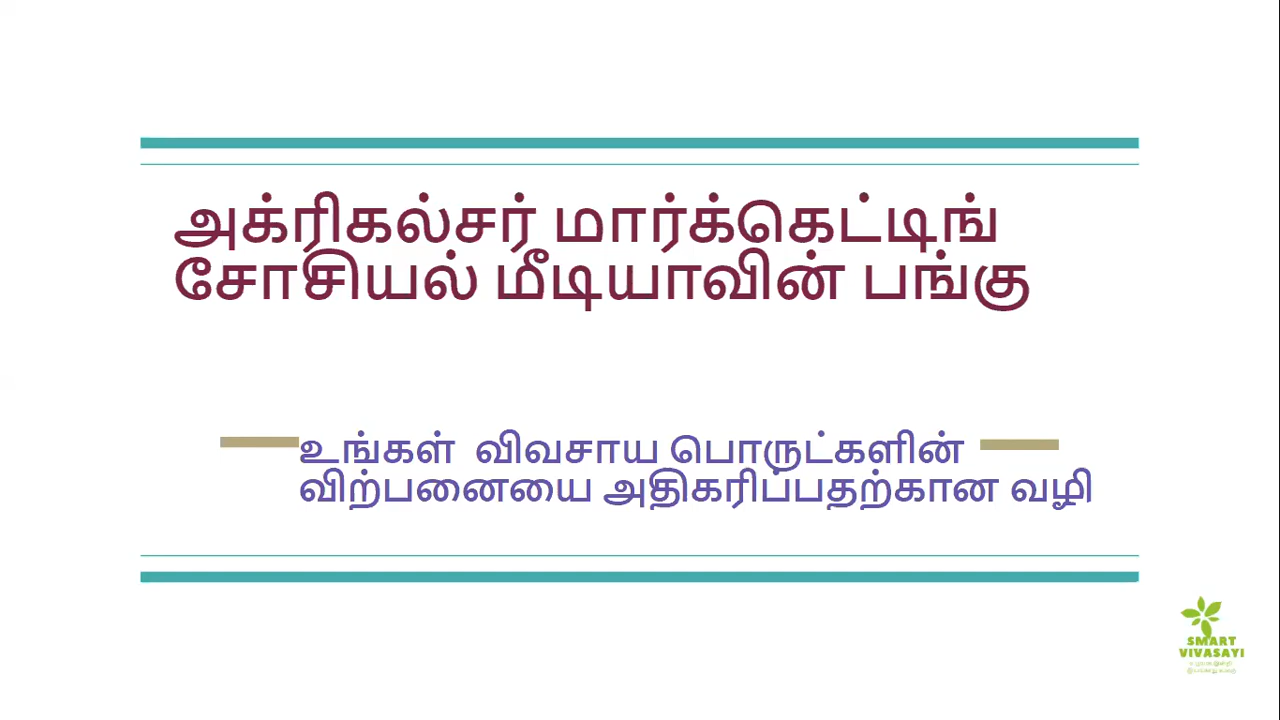 அக்ரிகல்சர் மார்க்கெட்டிங்
சோசியல் மீடியாவின் பங்கு
உங்கள் விவசாய பொருட்களின்
விற்பனையை அதிகரிப்பதற்கான வழி
SMART
VIVASAYI